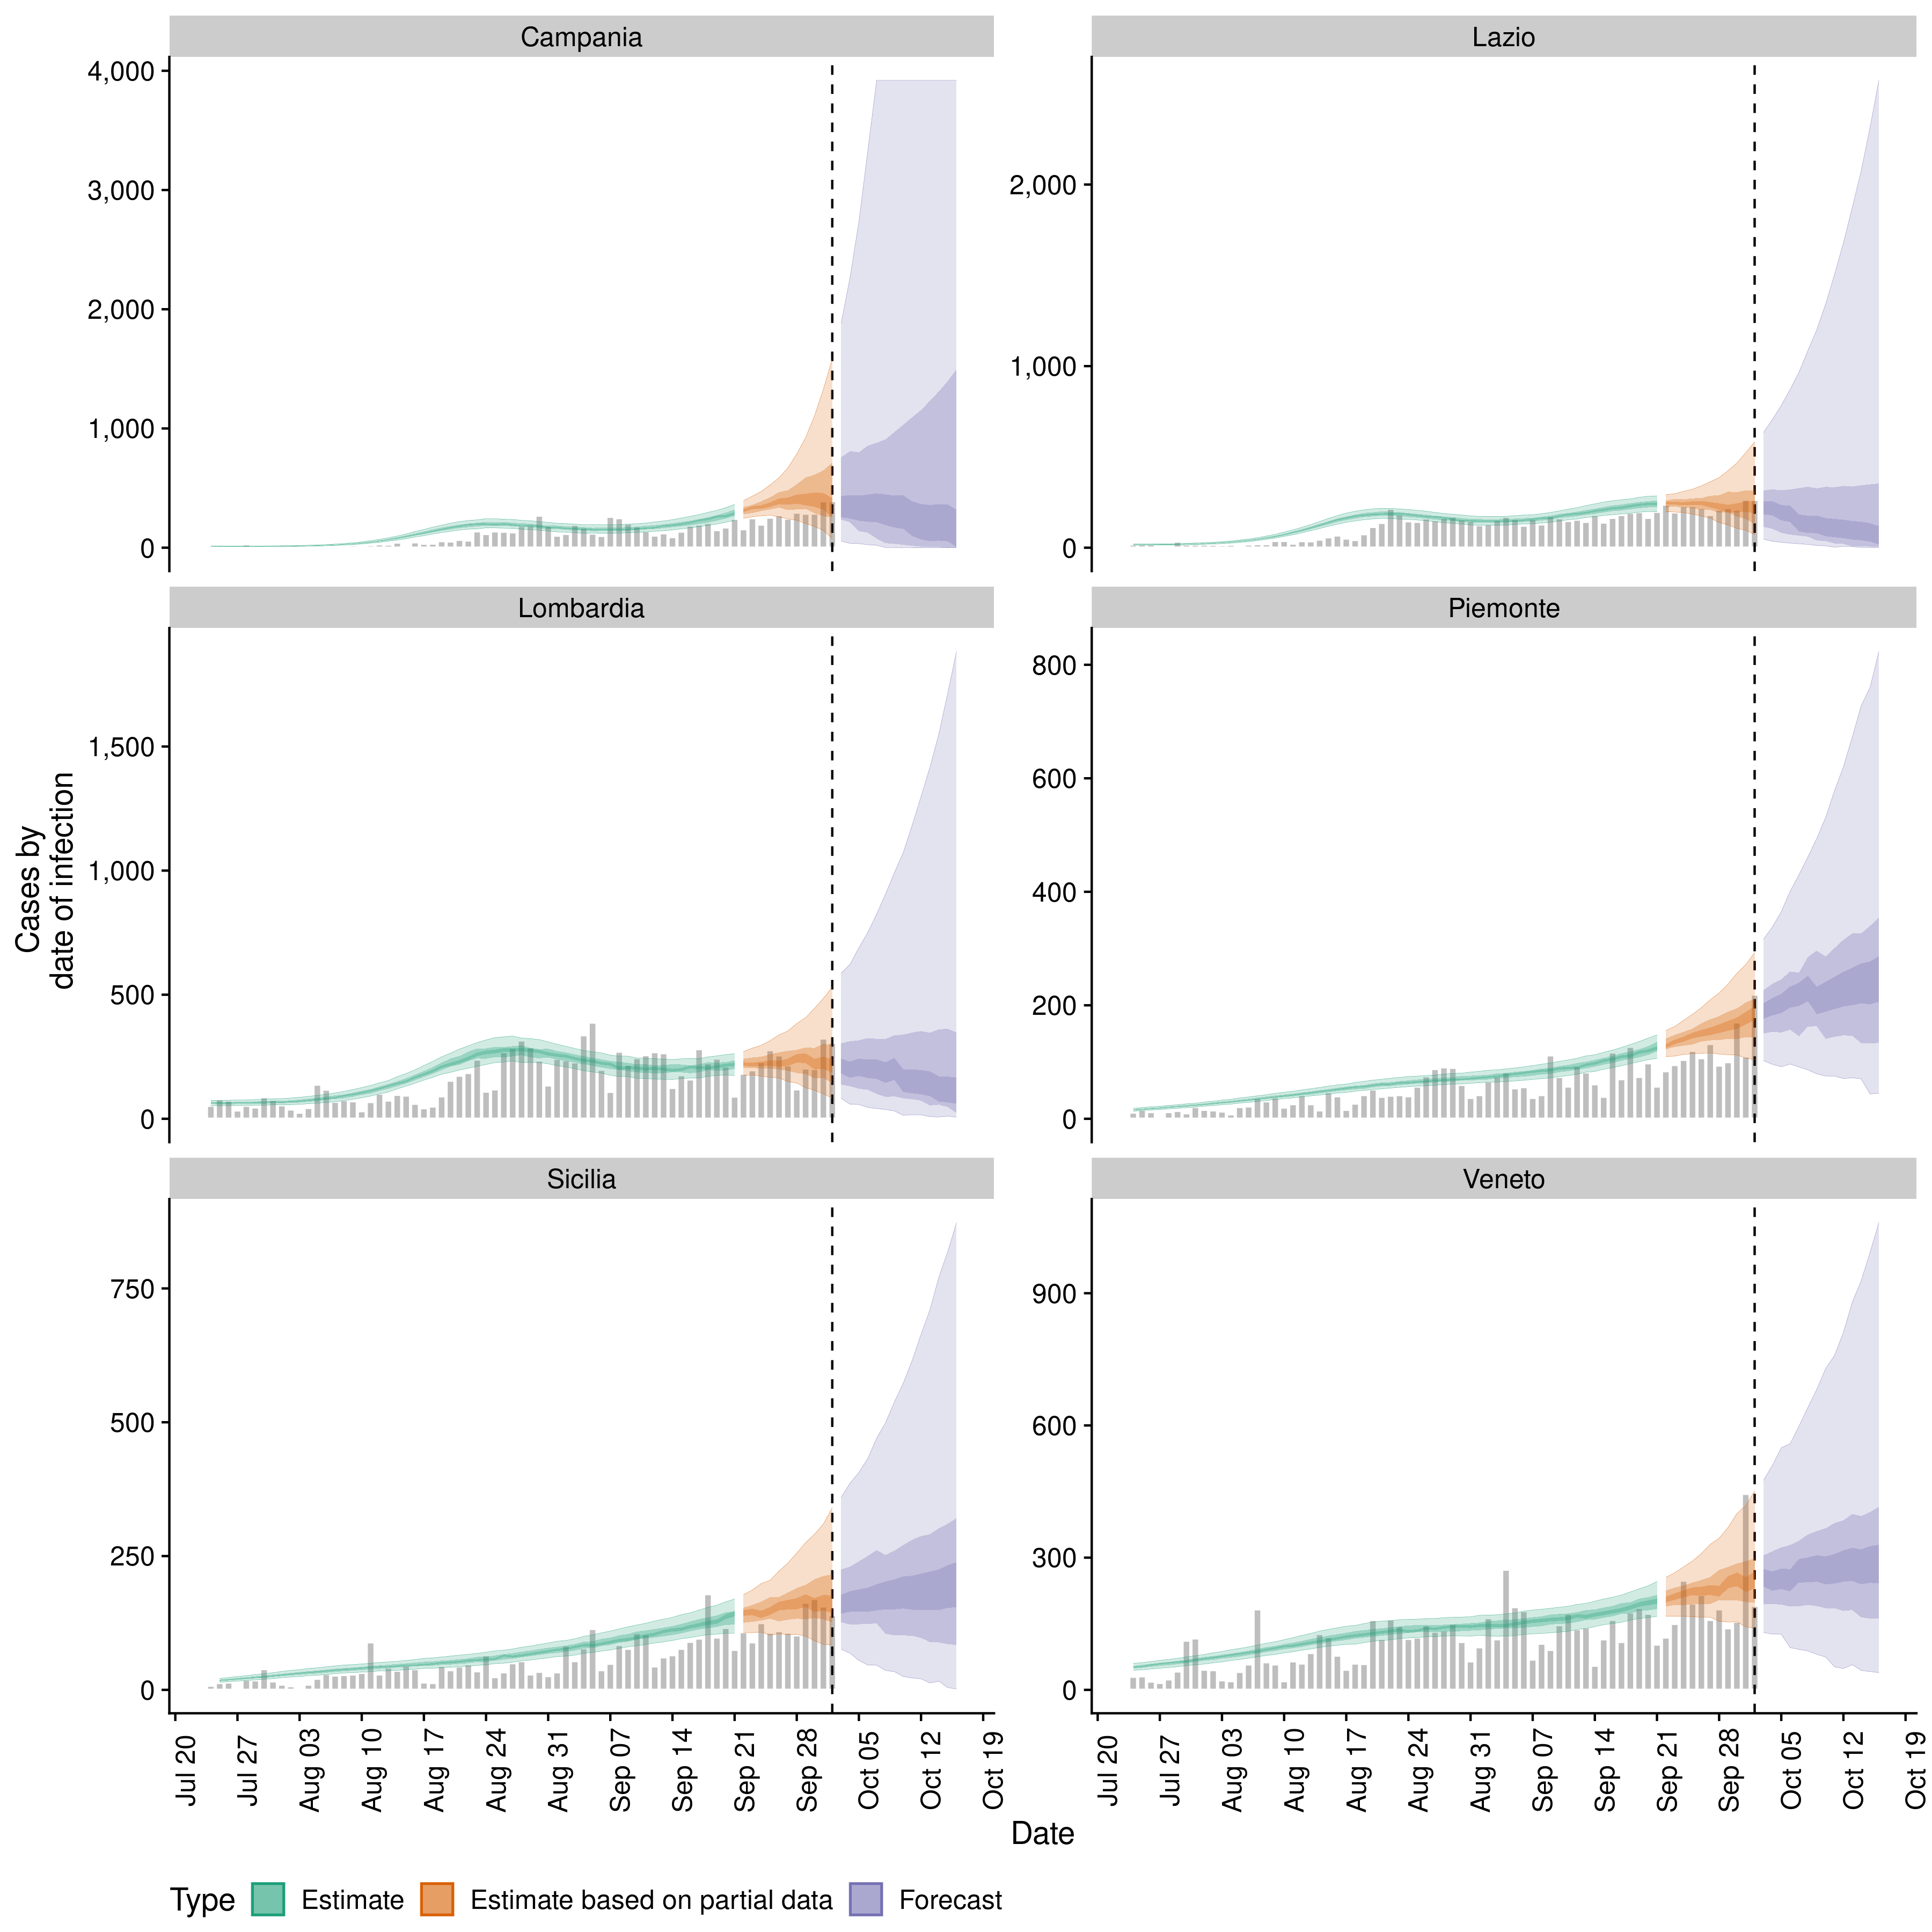 Campania
Lazio
4,000
3,000
2,000
1,000
0
2,000
1,000
0
Lombardia
Piemonte
1,500
1,000
500
0
800
600
400
200
0
Cases by
date of infection
Sicilia
Veneto
750
500
250
0
900
600
300
0
Jul 20
Jul 27
Aug 03
Aug 10
Aug 17
Aug 24
Aug 31
Sep 07
Sep 14
Sep 21
Sep 28
Oct 05
Oct 12
Oct 19
Jul 20
Jul 27
Aug 03
Aug 10
Aug 17
Aug 24
Aug 31
Sep 07
Sep 14
Sep 21
Sep 28
Oct 05
Oct 12
Oct 19
Date
Type Estimate Estimate based on partial data Forecast